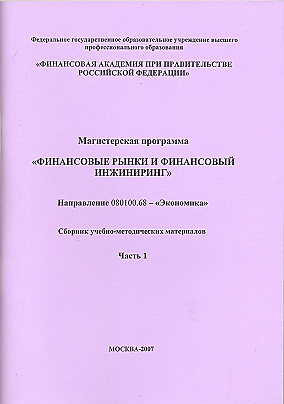 Федеральное государственное образовательное учреждение высшего
профессионального образования
«ФИНАНСОВАЯ АКАДЕМИЯ ПРИ ПРАВИТЕЛЬСТВЕ
РОССИЙСКОЙ ФЕДЕРАЦИИ»
Магистерская программа
«ФИНАНСОВЫЕ РЫНКИ И ФИНАНСОВЫЙ
ИНЖИНИРИНГ»
Направление 080100.68 – «Экономика»
Сборник учебно-методических материалов
Часть 1
МОСКВА-2007